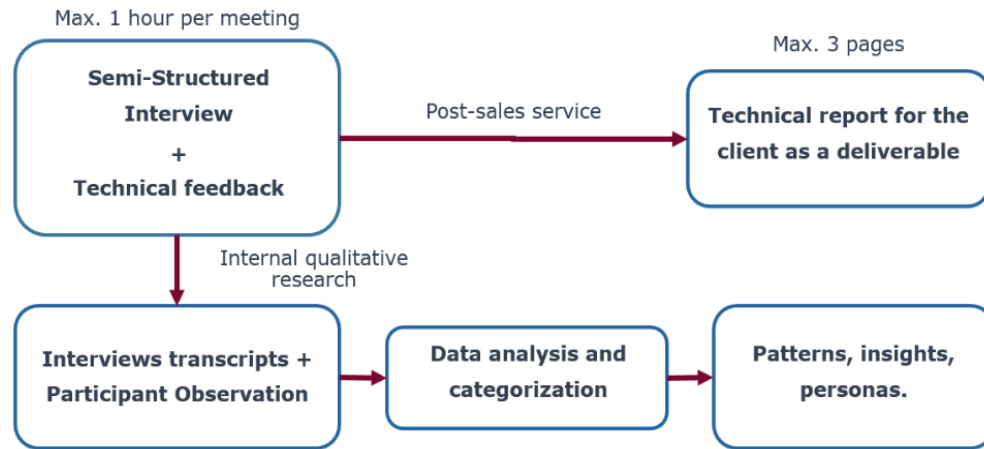 Max. 1 hour per meeting
Semi-Structured
Interview
+
Technical feedback
Post-sales service
Max. 3 pages
Technical report for the
client as a deliverable
Internal qualitative
research
Interviews transcripts +
Participant Observation
Data analysis and
categorization
Patterns, insights,
personas.